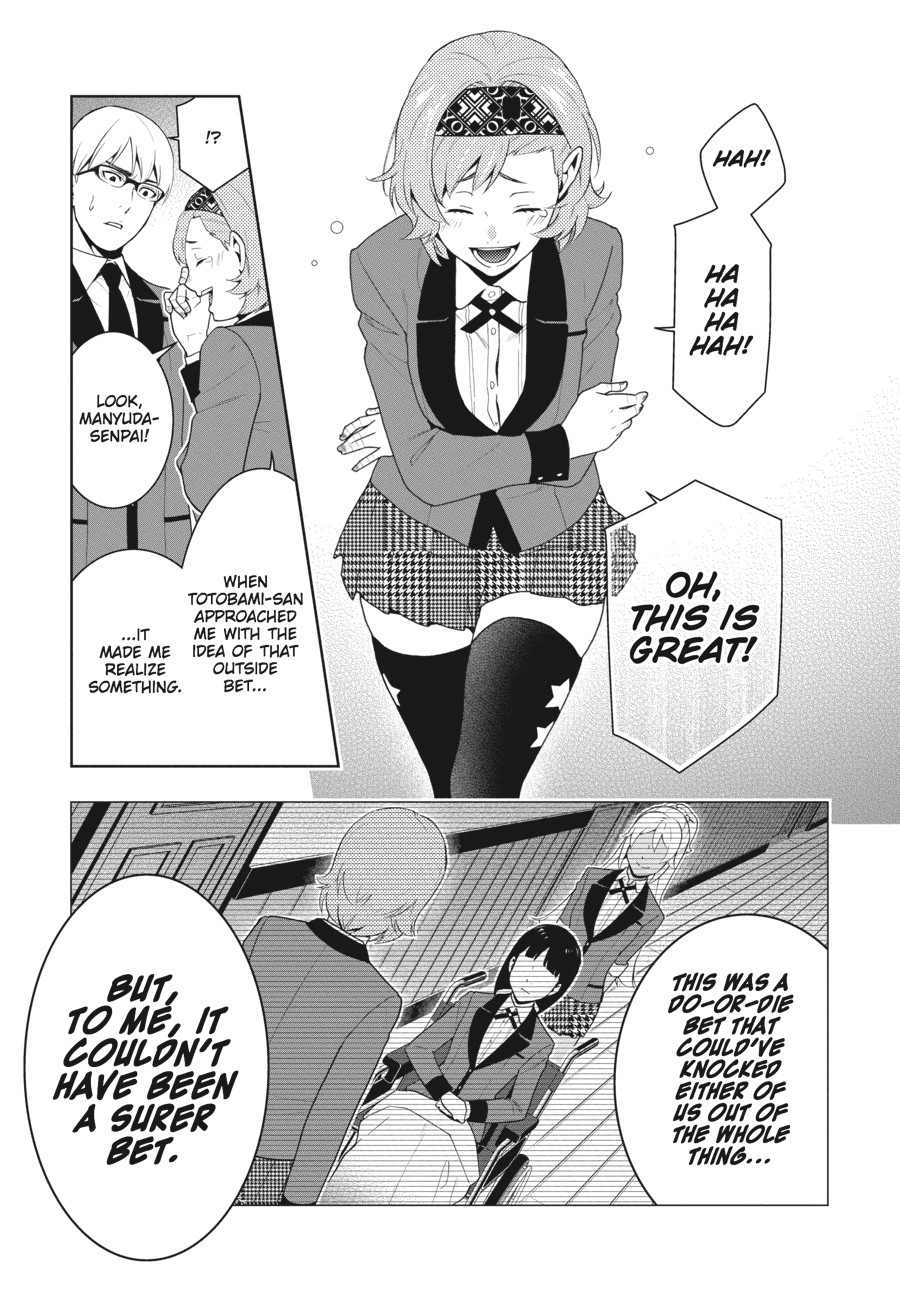 HAH!
HA
HA
HA
HAH!
OH,
THIS IS
GREAT!
!?
LOOK,
MANYUDA-
SENPAI!
WHEN
TOTOBAMI-SAN
APPROACHED
ME WITH THE
IDEA OF THAT
OUTSIDE
BET...
...IT
MADE ME
REALIZE
SOMETHING.
THIS WAS A
DO-OR-DIE
BET THAT
COULD'VE
KNOCKED
EITHER OF
US OUT OF
THE WHOLE
THING...
BUT,
TO ME, IT
COULDN'T
HAVE BEEN
A SURER
BET.